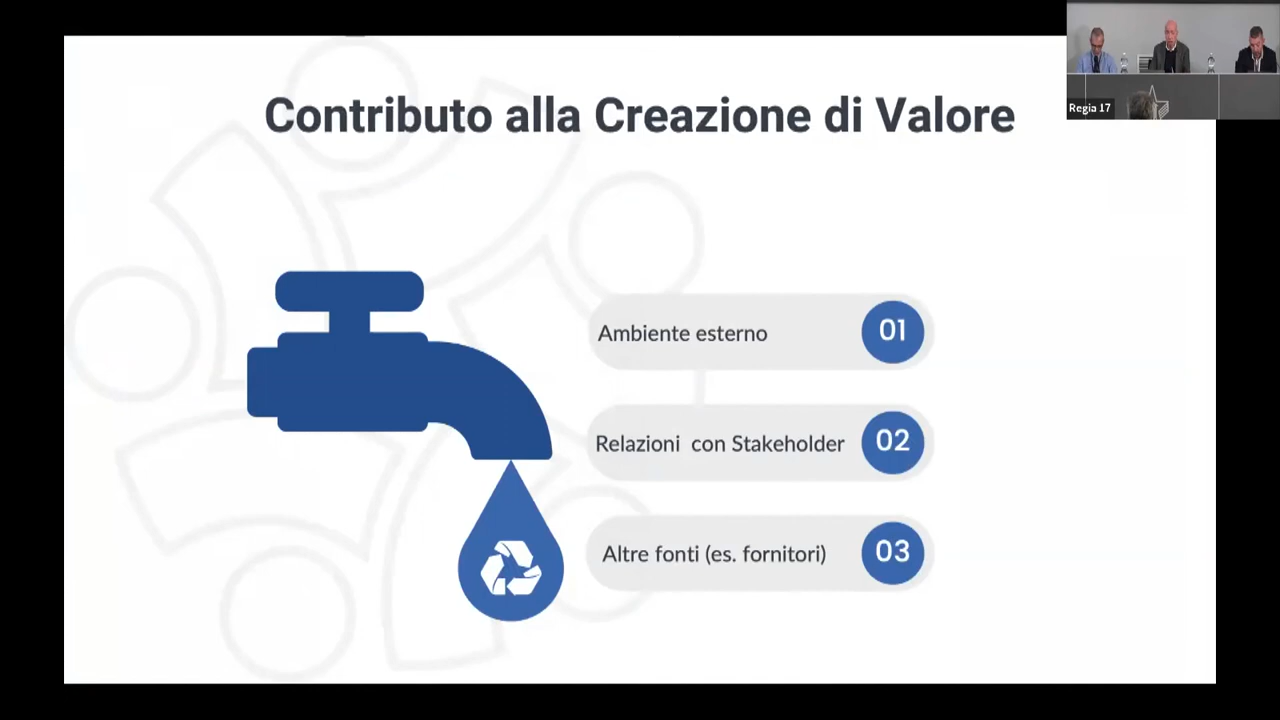 Regia 17
Contributo alla Creazione di Valore
Ambiente esterno
01
Relazioni con Stakeholder
02
Altre fonti (es. fornitori)
03